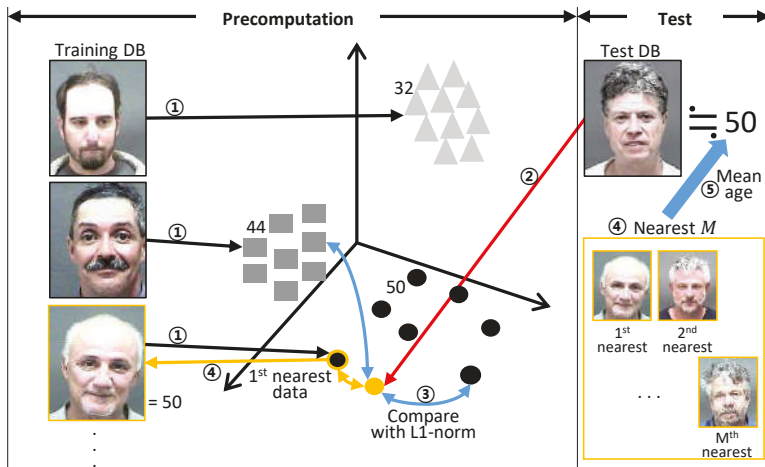 Precomputation
Test
Training DB
Test DB
①
32
②
≒ 50
⑤ Mean
age
①
44
④ Nearest M
50
①
1st
nearest
2nd
nearest
④
1st nearest
data
③
= 50
Compare
with L1-norm
. . .
Mth
nearest
.
.
.